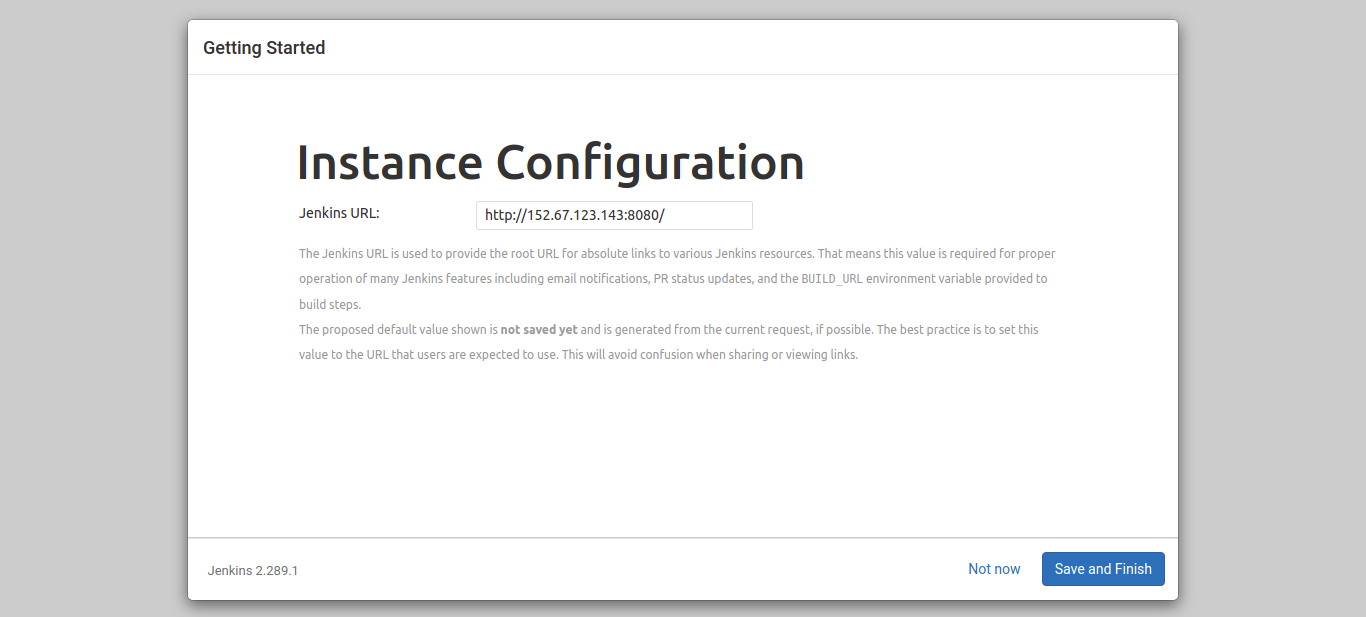 Getting Started
Instance Configuration
Jenkins URL:
http://152.67.123.143:8080/
The Jenkins URL is used to provide the root URL for absolute links to various Jenkins resources. That means this value is required for proper
operation of many Jenkins features including email notifications, PR status updates, and the BUILD_URL environment variable provided to
build steps.
The proposed default value shown is not saved yet and is generated from the current request, if possible. The best practice is to set this
value to the URL that users are expected to use. This will avoid confusion when sharing or viewing links.
Jenkins 2.289.1
Not now
Save and Finish